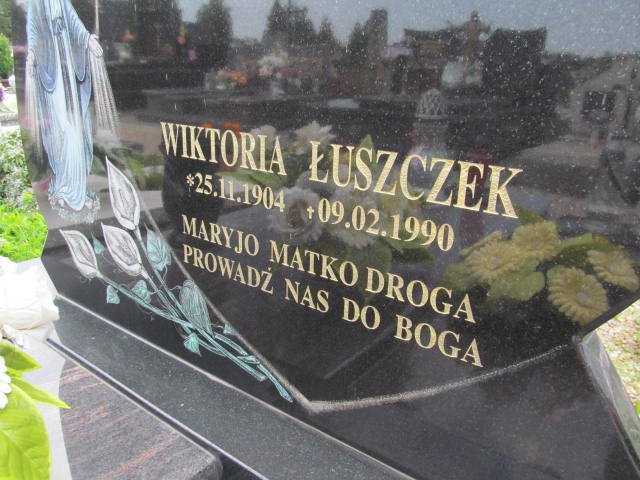 WIKTORIA ŁUSZCZEK
*25.11.1904 +09.02.1990
MARYJO MATKO DROGA
PROWADŹ NAS DO BOGA